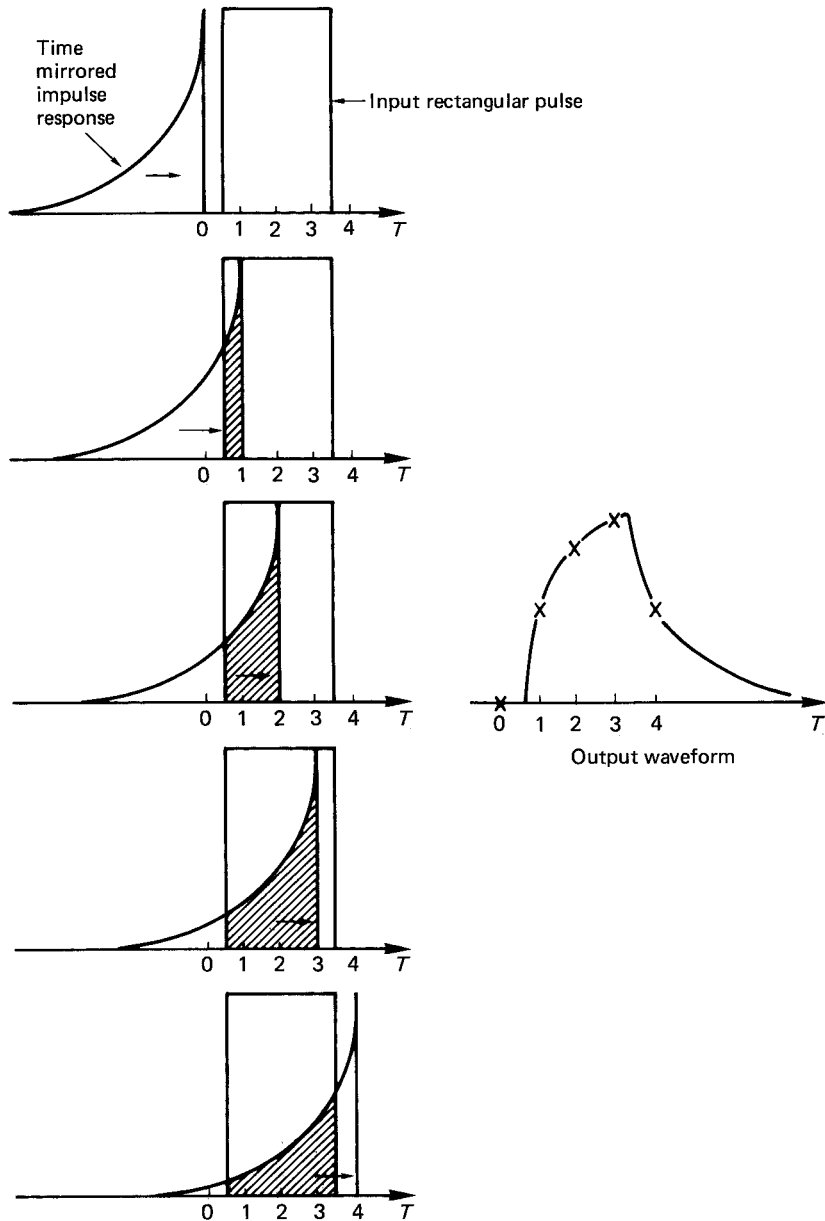 Time
mirrored
impulse
response
Input rectangular pulse
0 1 2 3 4 T
0 1 2 3 4 T
0 1 2 3 4 T
0 1 2 3 4 T
Output waveform
0 1 2 3 4 T
0 1 2 3 4 T